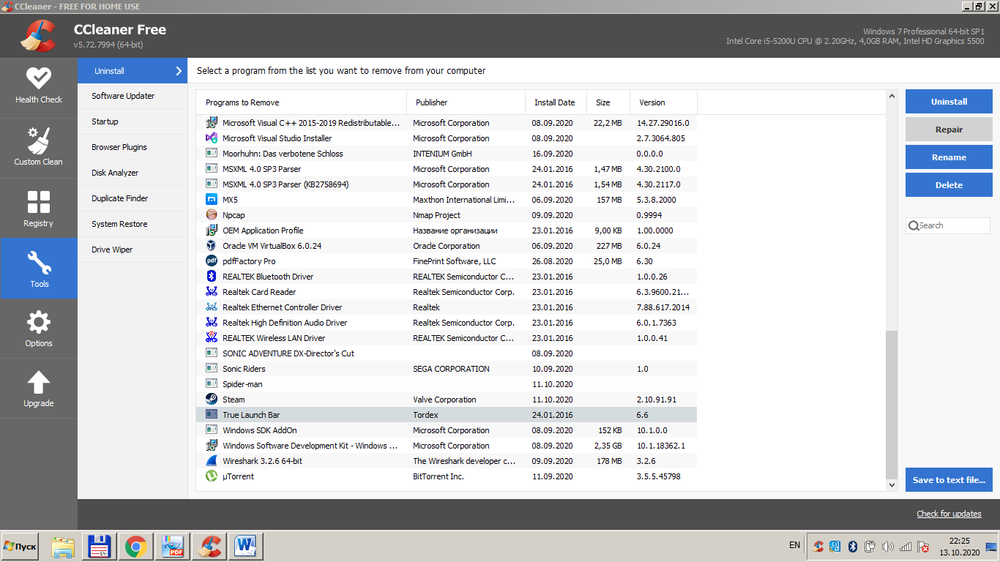 CCleaner - FREE FOR HOME USE
CCleaner Free
v5.72.7994 (64-bit)
Windows 7 Professional 64-bit SP1
Intel Core i5-5200U CPU @ 2.20GHz, 4,0GB RAM, Intel HD Graphics 5500
Health Check
Custom Clean
Registry
Tools
Options
Upgrade
Uninstall
Software Updater
Startup
Browser Plugins
Disk Analyzer
Duplicate Finder
System Restore
Drive Wiper
Select a program from the list you want to remove from your computer
Programs to Remove Publisher Install Date Size Version
Microsoft Visual C++ 2015-2019 Redistributable... Microsoft Corporation 08.09.2020 22,2 MB 14.27.29016.0
Microsoft Visual Studio Installer Microsoft Corporation 08.09.2020 2.7.3064.805
Moorhuhn: Das verbotene Schloss INTENIUM GmbH 16.09.2020 0.0.0.0
MSXML 4.0 SP3 Parser Microsoft Corporation 24.01.2016 1,47 MB 4.30.2100.0
MSXML 4.0 SP3 Parser (KB2758694) Microsoft Corporation 24.01.2016 1,54 MB 4.30.2117.0
MX5 Maxthon International Limi... 06.09.2020 157 MB 5.3.8.2000
Npcap Nmap Project 09.09.2020 0.9994
OEM Application Profile Название организации 23.01.2016 9,00 KB 1.00.0000
Oracle VM VirtualBox 6.0.24 Oracle Corporation 06.09.2020 227 MB 6.0.24
pdf pdfFactory Pro FinePrint Software, LLC 26.08.2020 25,0 MB 6.30
REALTEK Bluetooth Driver REALTEK Semiconductor C... 23.01.2016 1.0.0.26
Realtek Card Reader Realtek Semiconductor Corp. 23.01.2016 6.3.9600.21...
Realtek Ethernet Controller Driver Realtek 23.01.2016 7.88.617.2014
Realtek High Definition Audio Driver Realtek Semiconductor Corp. 23.01.2016 6.0.1.7363
REALTEK Wireless LAN Driver REALTEK Semiconductor C... 23.01.2016 1.0.0.41
SONIC ADVENTURE DX-Director's Cut 08.09.2020
Sonic Riders SEGA CORPORATION 10.09.2020 1.0
Spider-man 11.10.2020
Steam Valve Corporation 11.10.2020 2.10.91.91
True Launch Bar Tordex 24.01.2016 6.6
Windows SDK AddOn Microsoft Corporation 08.09.2020 152 KB 10.1.0.0
Windows Software Development Kit - Windows ... Microsoft Corporation 08.09.2020 2,35 GB 10.1.18362.1
Wireshark 3.2.6 64-bit The Wireshark developer c... 09.09.2020 178 MB 3.2.6
µTorrent BitTorrent Inc. 11.09.2020 3.5.5.45798
Uninstall
Repair
Rename
Delete
Search
Save to text file...
Check for updates
Пуск
64
PDF
W
EN
22:25
13.10.2020